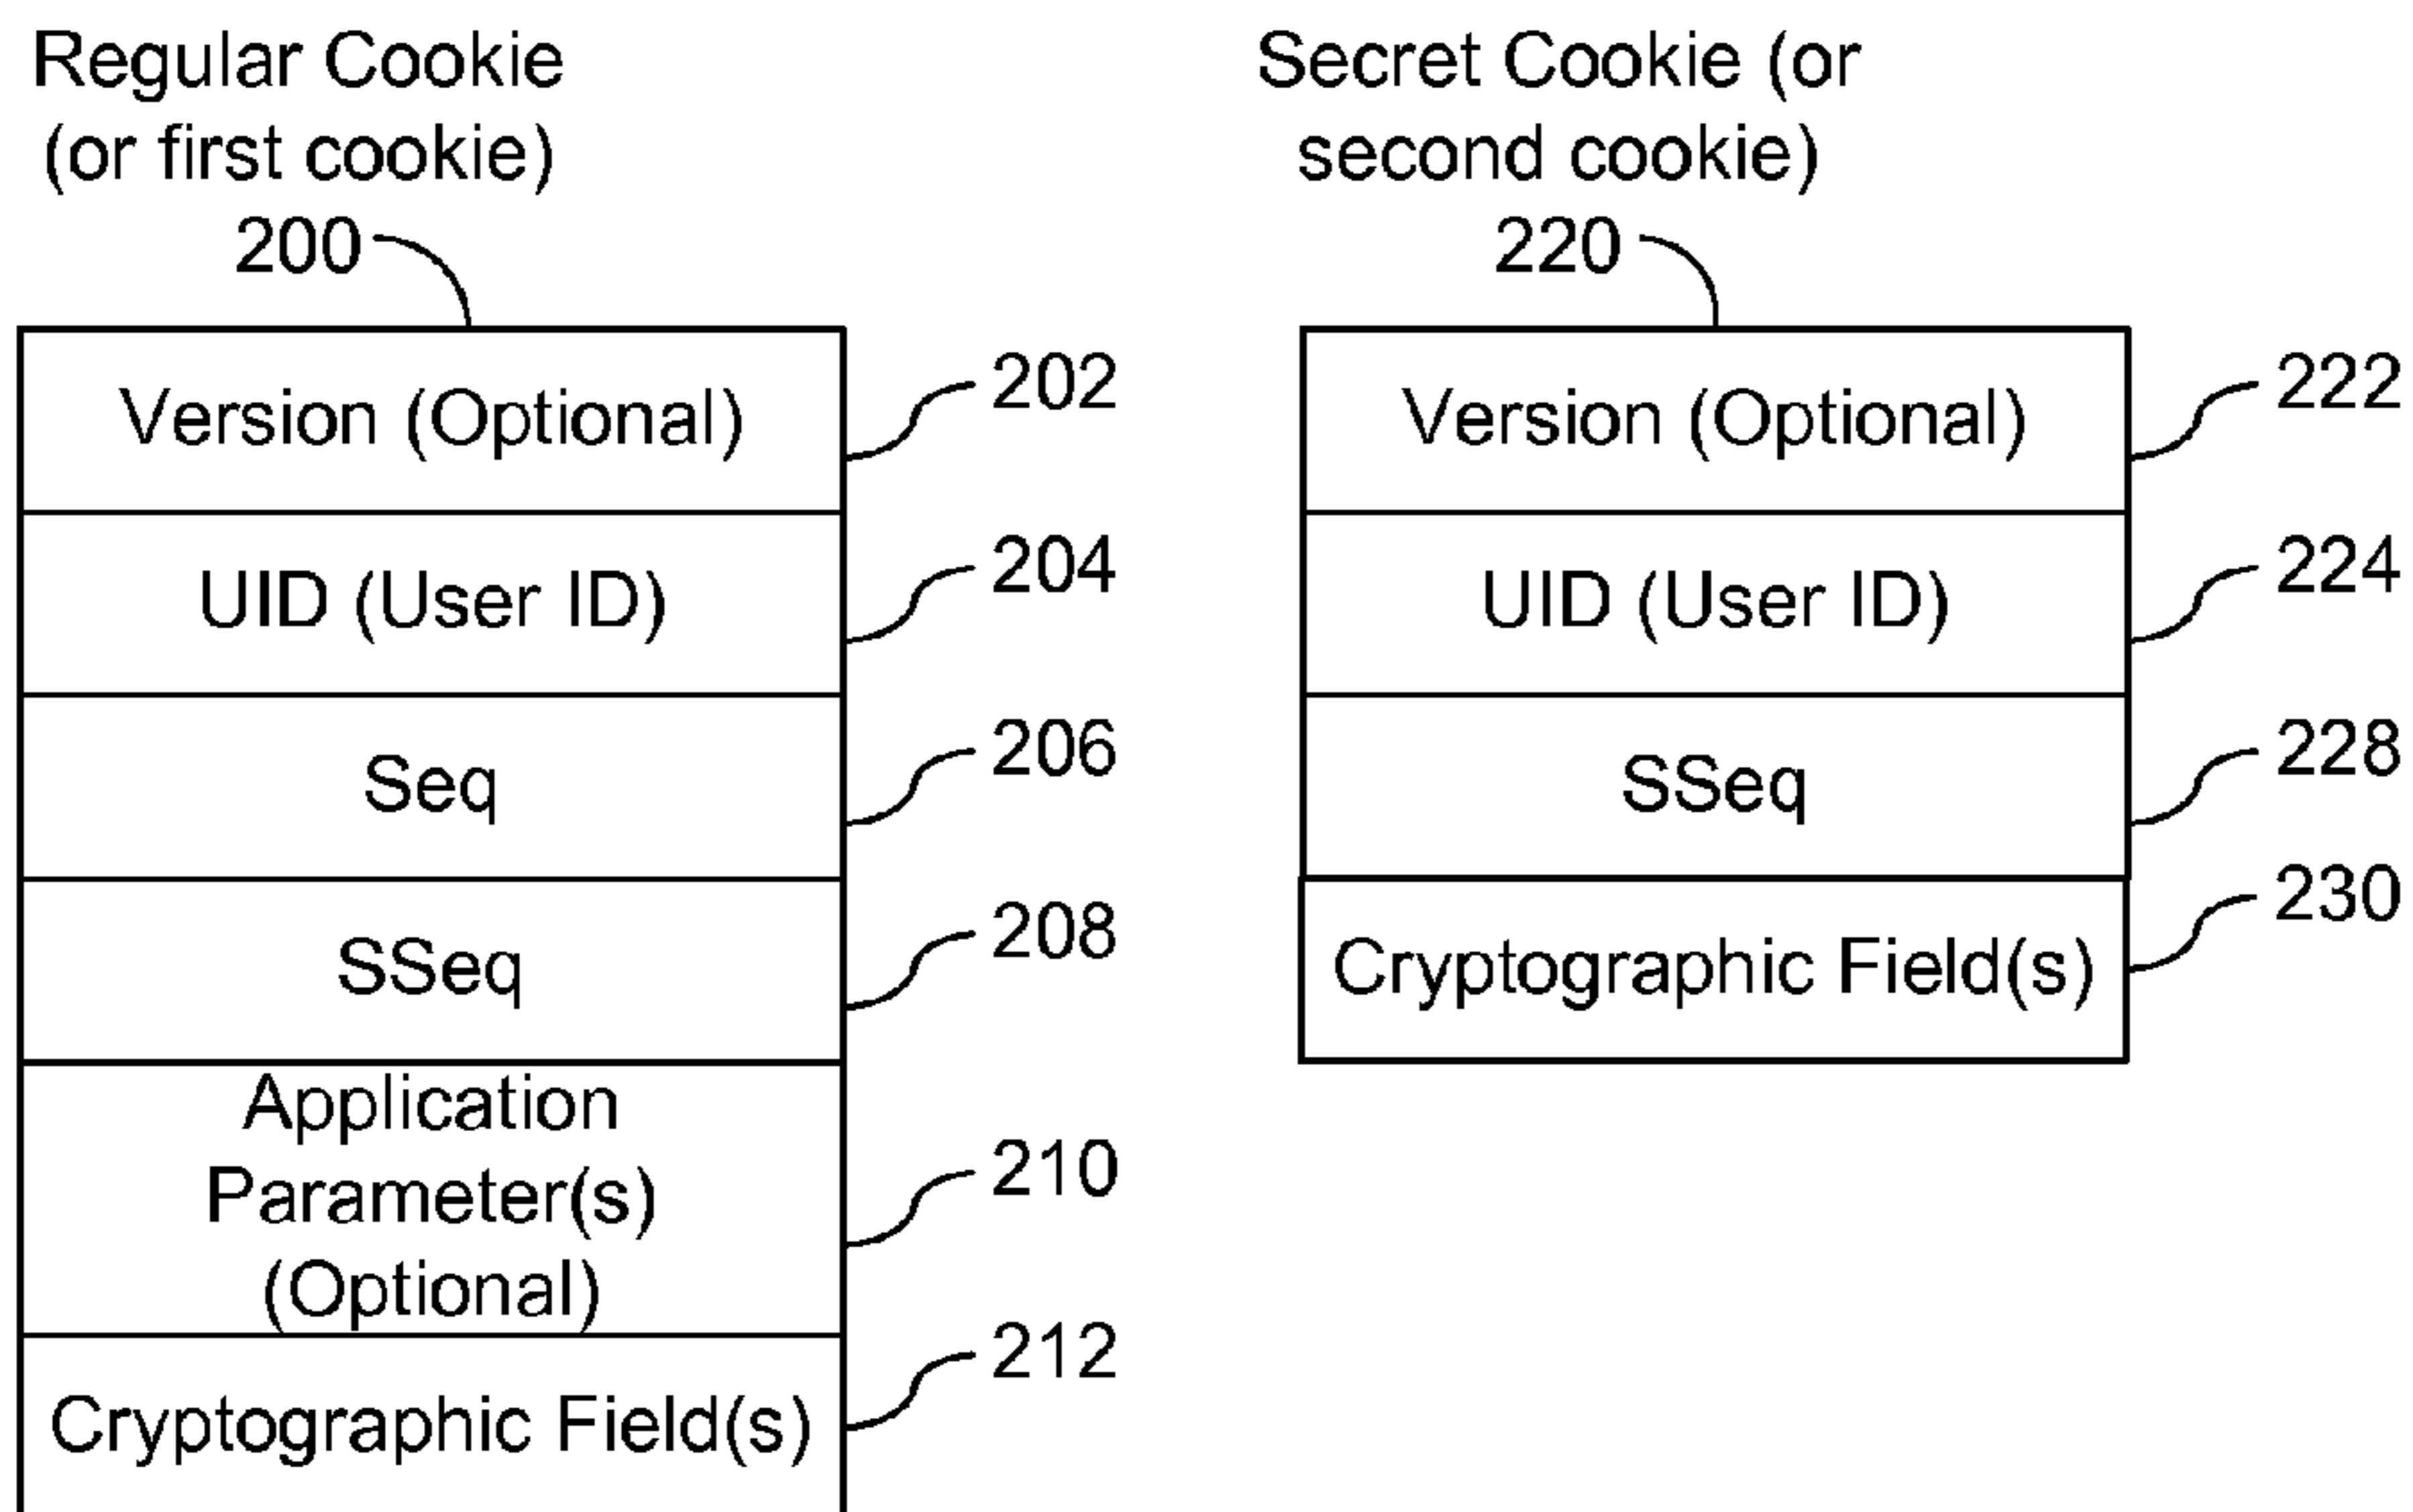 Regular Cookie
(or first cookie)
200
Version (Optional)
202
UID (User ID)
204
Seq
206
SSeq
208
Application
Parameter(s)
(Optional)
210
Cryptographic Field(s)
212
Secret Cookie (or
second cookie)
220
Version (Optional)
222
UID (User ID)
224
SSeq
228
Cryptographic Field(s)
230